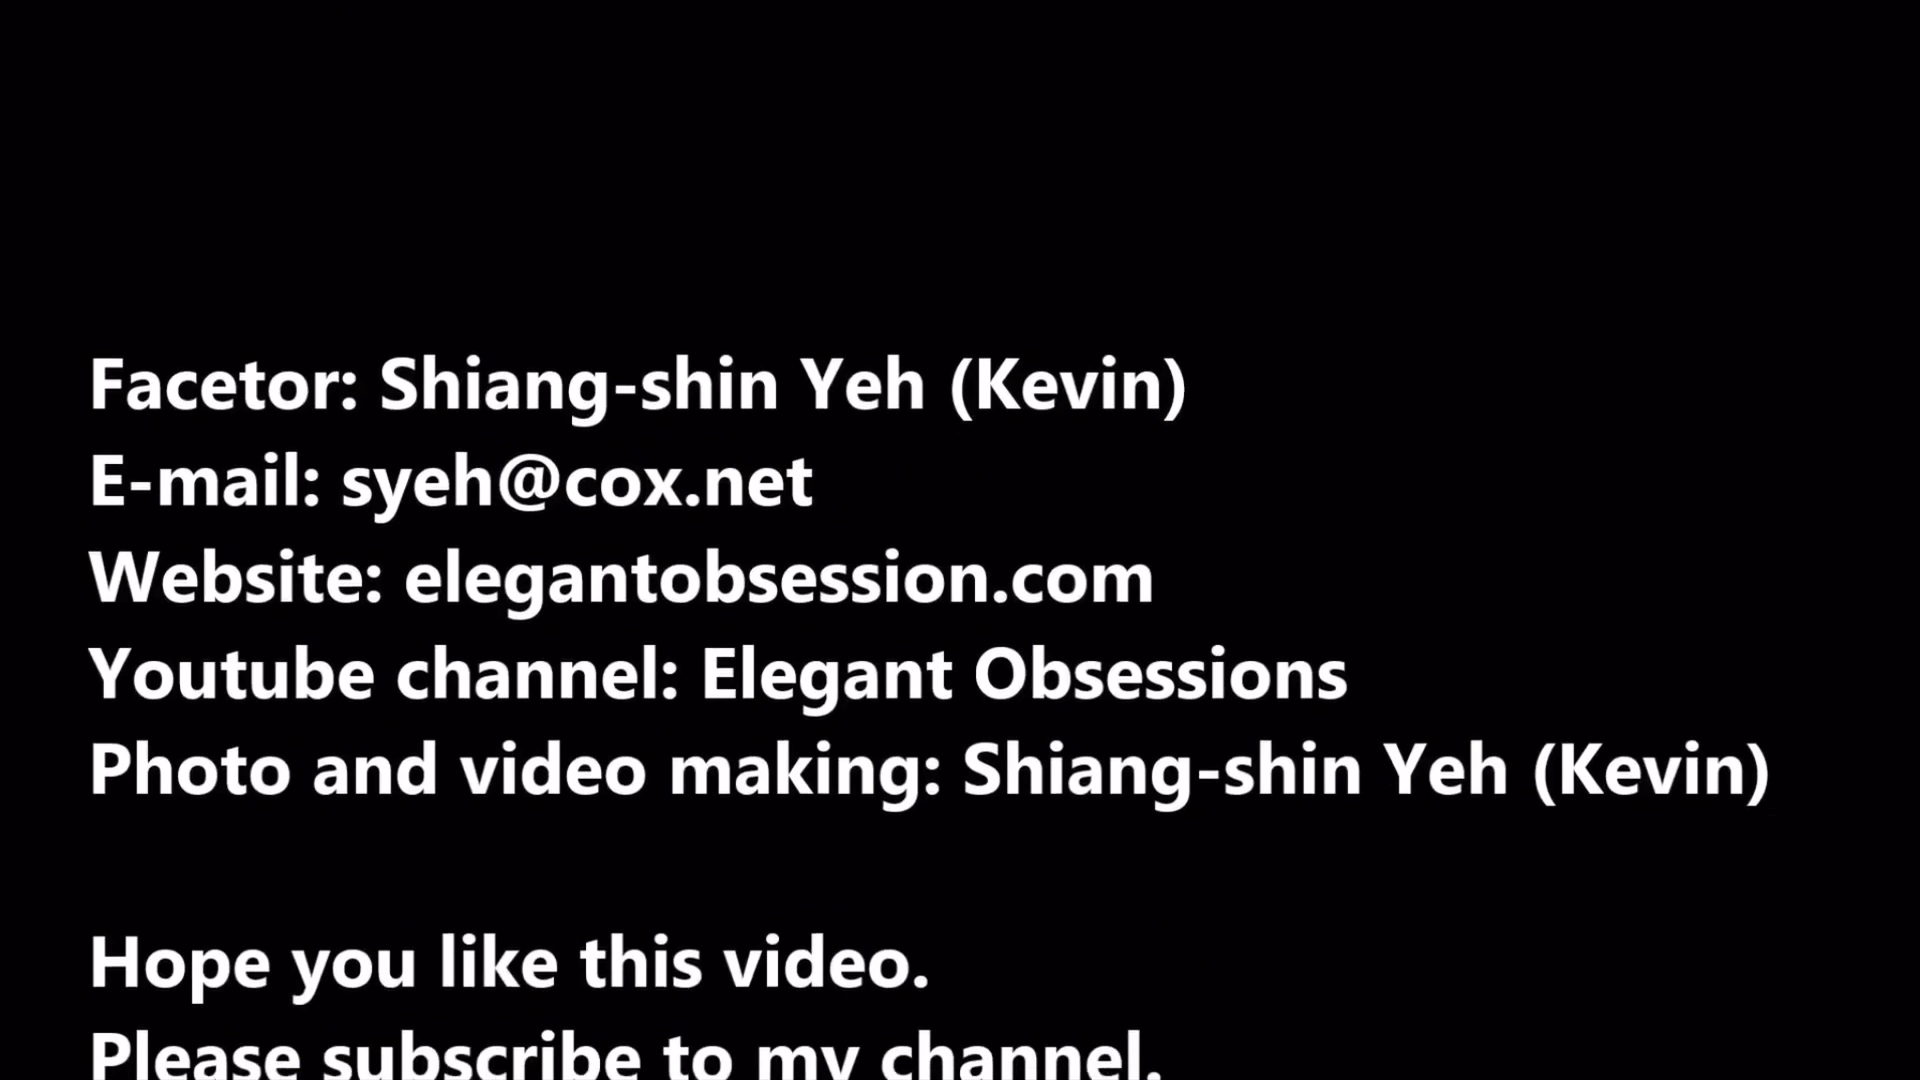 Facetor: Shiang-shin Yeh (Kevin)
E-mail: syeh@cox.net
Website: elegantobsession.com
Youtube channel: Elegant Obsessions
Photo and video making: Shiang-shin Yeh (Kevin)
Hope you like this video.
Please subscribe to my channel.